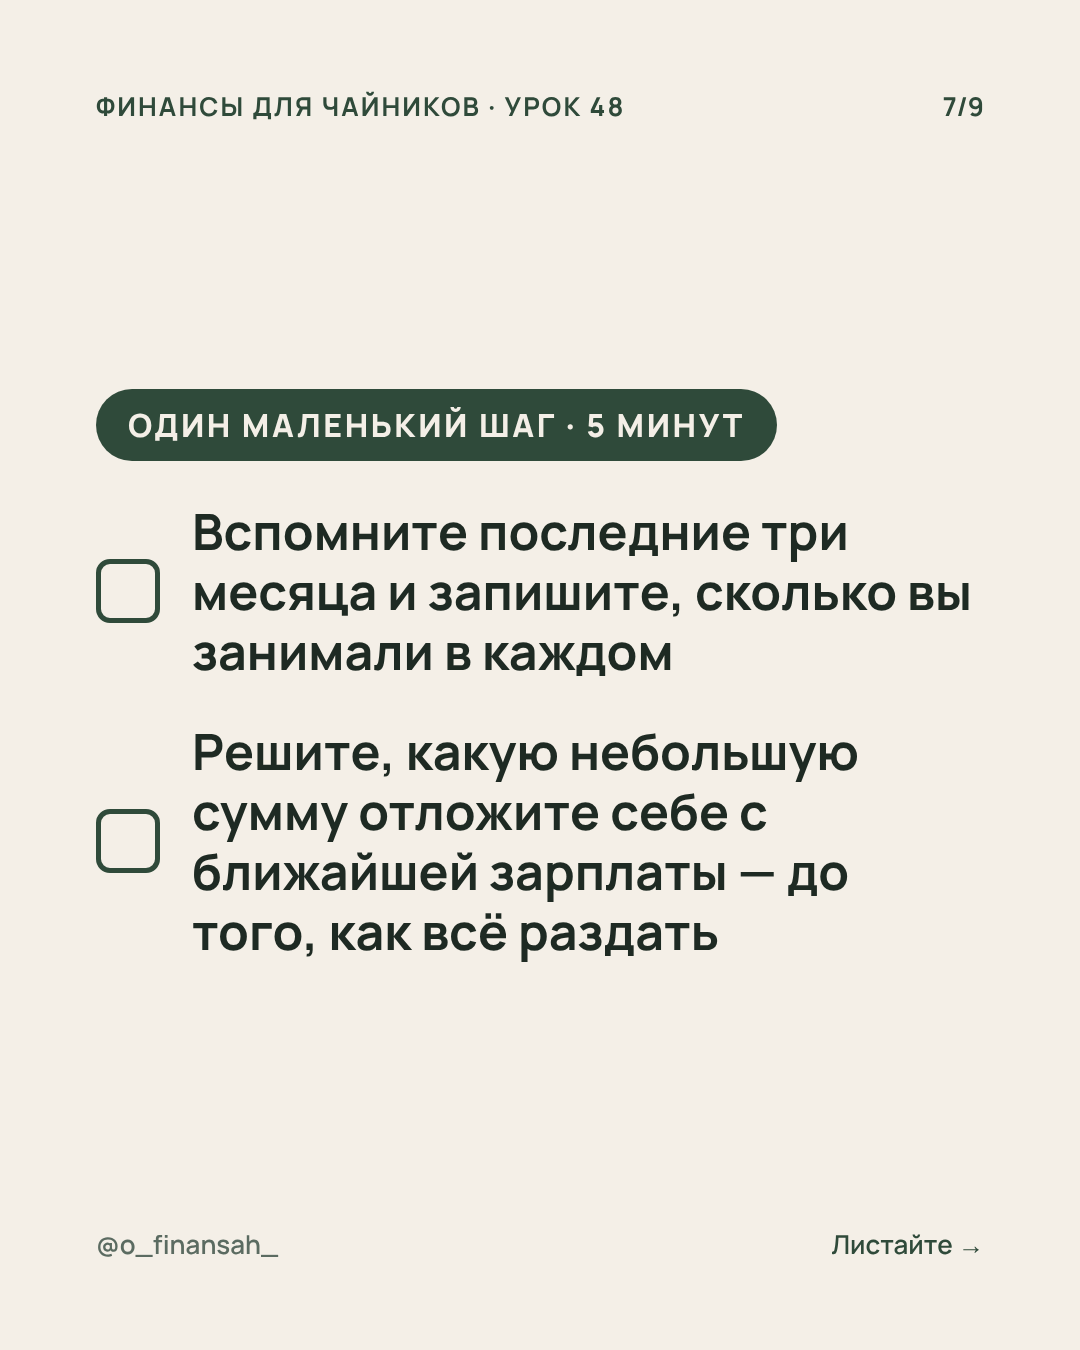 ФИНАНСЫ ДЛЯ ЧАЙНИКОВ · УРОК 48
7/9
ОДИН МАЛЕНЬКИЙ ШАГ · 5 МИНУТ
Вспомните последние три
месяца и запишите, сколько вы
занимали в каждом
Решите, какую небольшую
сумму отложите себе с
ближайшей зарплаты — до
того, как всё раздать
@o_finansah_
Листайте →